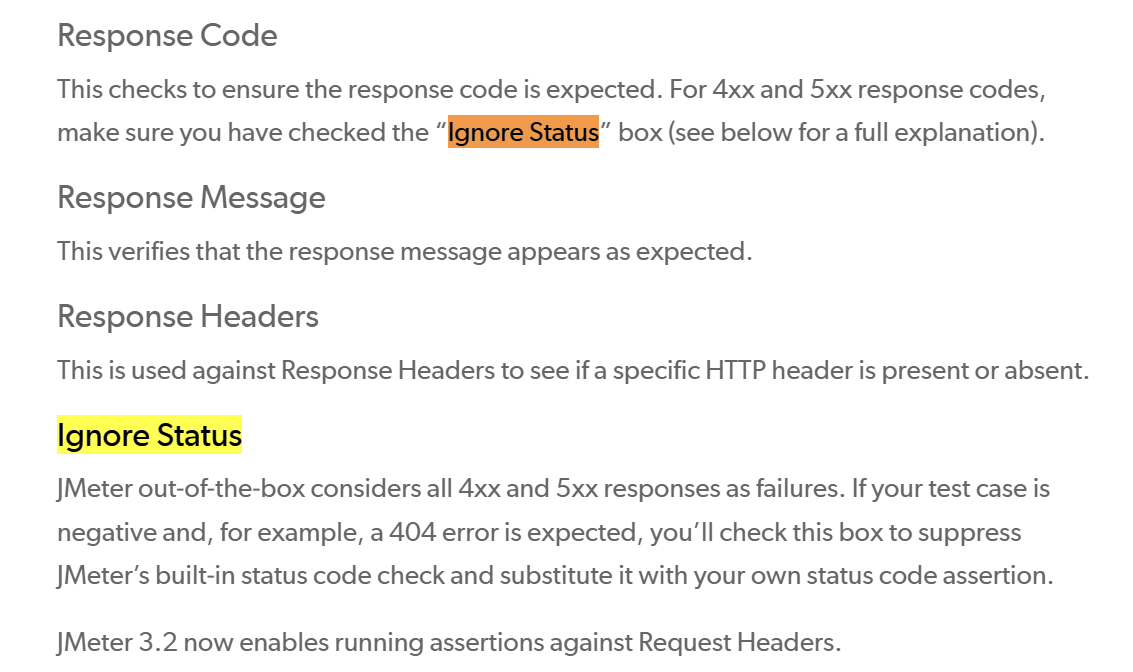 Response Code
This checks to ensure the response code is expected. For 4xx and 5xx response codes,
make sure you have checked the “Ignore Status” box (see below for a full explanation).
Response Message
This verifies that the response message appears as expected.
Response Headers
This is used against Response Headers to see if a specific HTTP header is present or absent.
Ignore Status
JMeter out-of-the-box considers all 4xx and 5xx responses as failures. If your test case is
negative and, for example, a 404 error is expected, you’ll check this box to suppress
JMeter’s built-in status code check and substitute it with your own status code assertion.
JMeter 3.2 now enables running assertions against Request Headers.